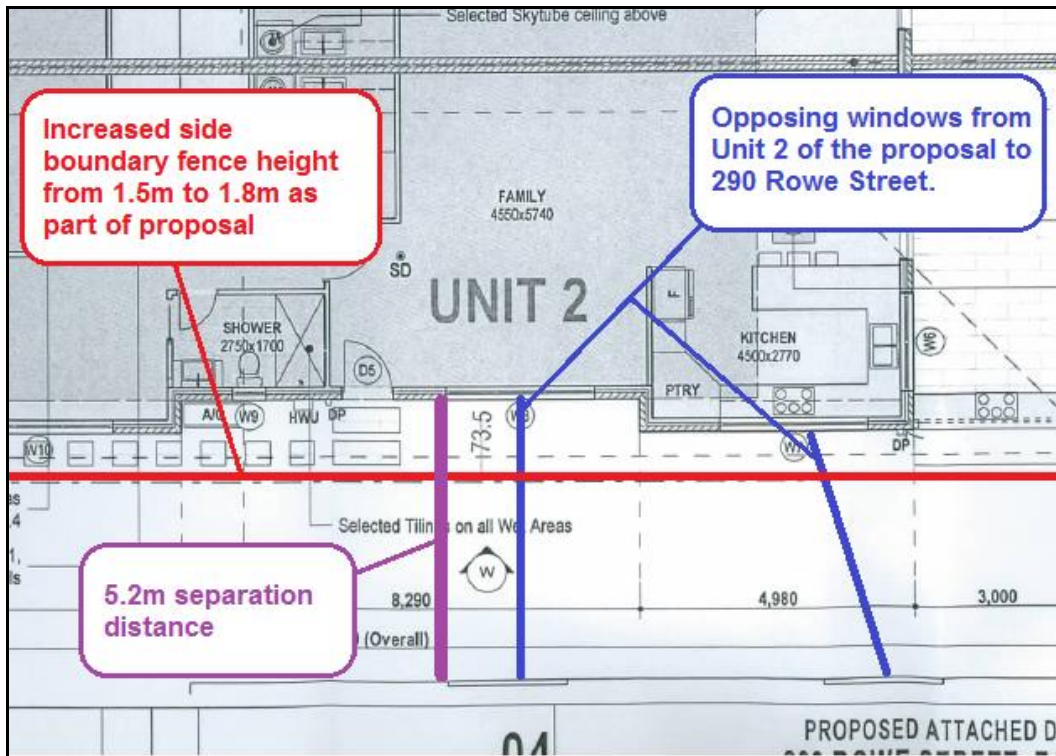 Selected Skytube ceiling above
Increased side
boundary fence height
from 1.5m to 1.8m as
part of proposal
Opposing windows from
Unit 2 of the proposal to
290 Rowe Street.
FAMILY
4550x5740
SD
UNIT 2
F
SHOWER
2750x1700
KITCHEN
4500x2770
W6
D5
PTRY
A/C
W9
HWU
DP
W8
73.5
W7
DP
W10
Selected Tilings on all Wet Areas
W
5.2m separation
distance
8,290
4,980
3,000
(Overall)
04
PROPOSED ATTACHED D